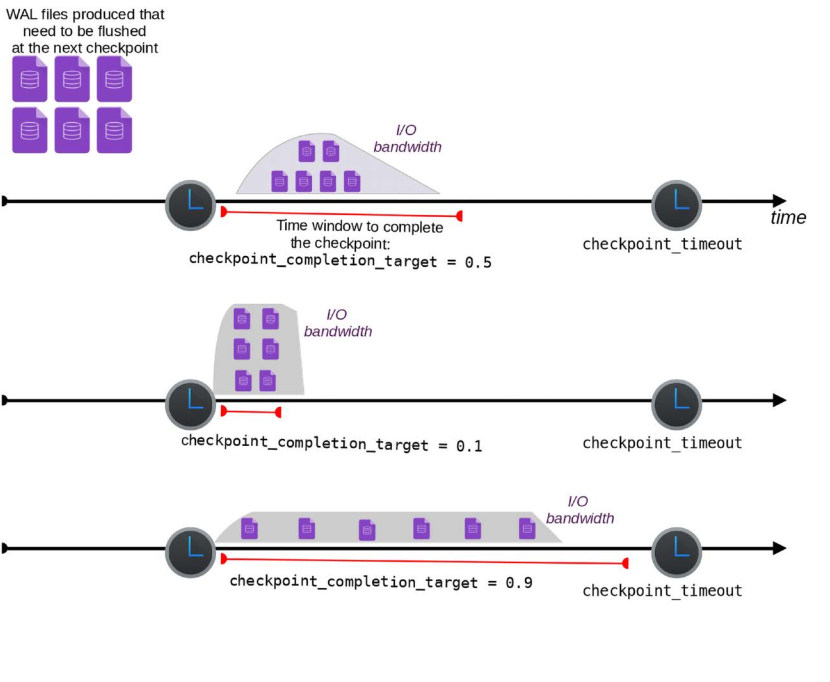 WAL files produced that
need to be flushed
at the next checkpoint
I/O
bandwidth
time
Time window to complete
the checkpoint:
checkpoint_completion_target = 0.5
checkpoint_timeout
I/O
bandwidth
checkpoint_completion_target = 0.1
checkpoint_timeout
I/O
bandwidth
checkpoint_completion_target = 0.9
checkpoint_timeout